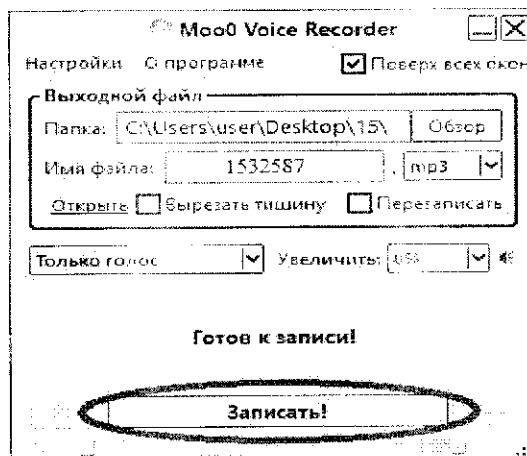 Moo0 Voice Recorder
Настройки О программе Поверх всех окон
Выходной файл
Папка: C:\Users\user\Desktop\15\ Обзор
Имя файла: 1532587 . mp3
Открыть Вырезать тишину Перезаписать
Только голос Увеличить:
Готов к записи!
Записать!